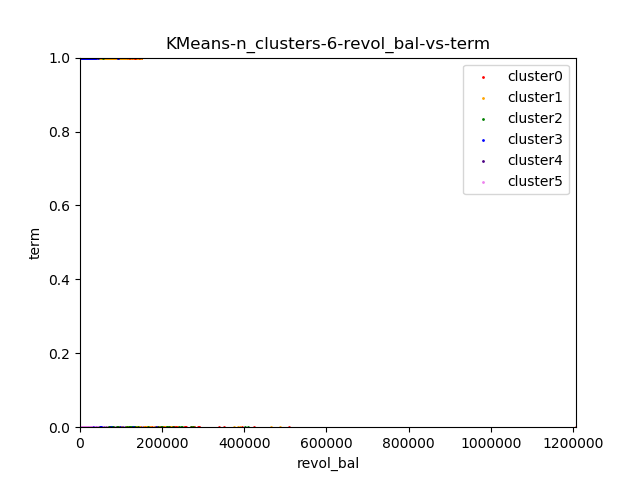 KMeans-n_clusters-6-revol_bal-vs-term
1.0
0.8
0.6
0.4
0.2
0.0
term
cluster0
cluster1
cluster2
cluster3
cluster4
cluster5
0 200000 400000 600000 800000 1000000 1200000
revol_bal